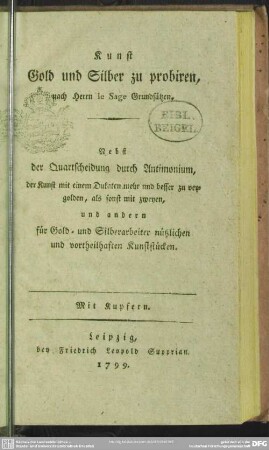 Kunst
Gold und Silber zu probiren,
nach Herrn le Sage Grundsätzen,
BIBL.
Nebst
der Quartscheidung durch Antimonium,
der Kunst mit einem Dukaten mehr und besser zu ver-
golden, als sonst mit zweyen,
und andern
für Gold- und Silberarbeiter nützlichen
und vortheilhaften Kunststücken.
Mit Kupfern.
Leipzig,
bey Friedrich Leopold Supprian.
1799.
DFG